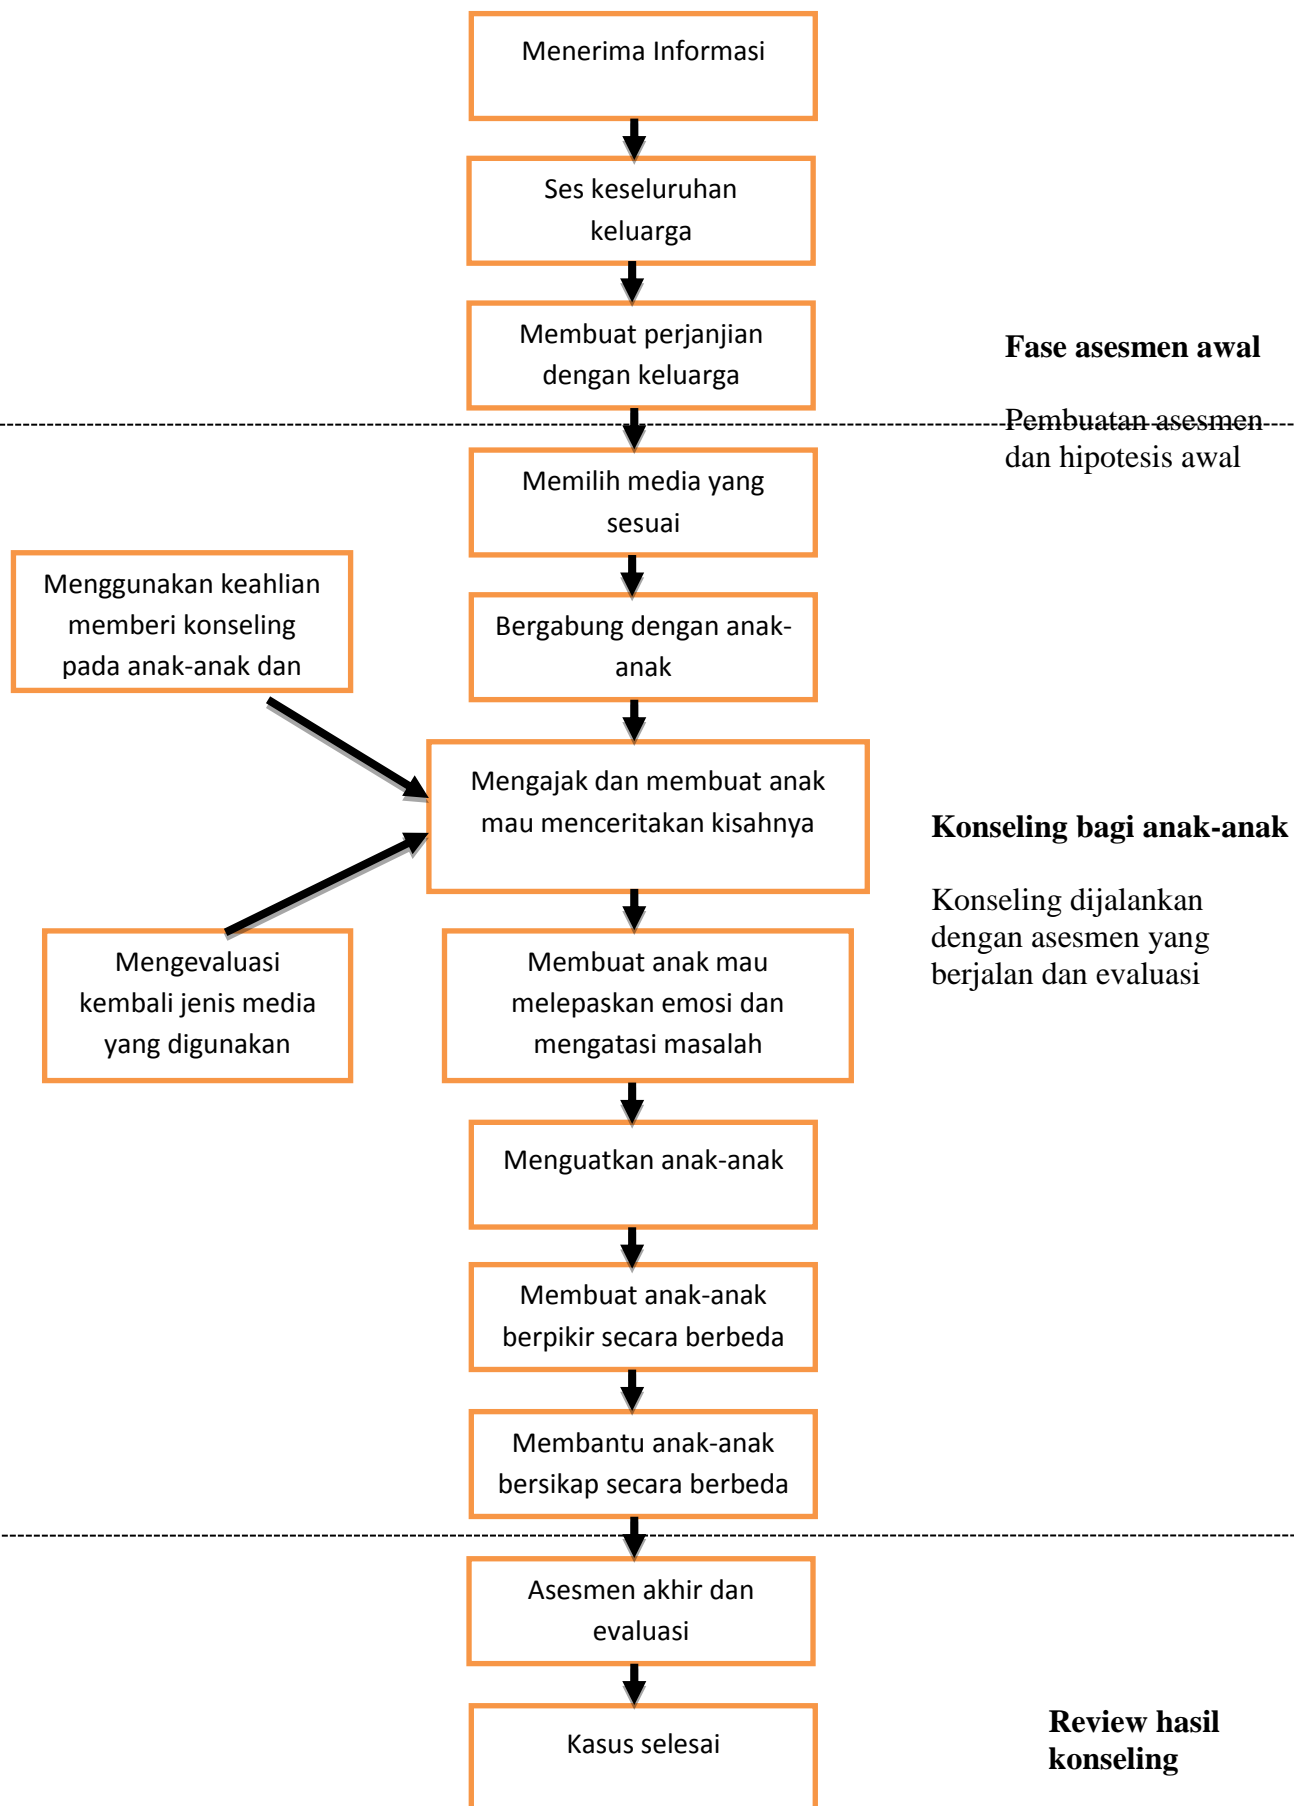 Menerima Informasi
Ses keseluruhan
keluarga
Membuat perjanjian
dengan keluarga
Fase asesmen awal
Pembuatan asesmen
dan hipotesis awal
Memilih media yang
sesuai
Menggunakan keahlian
memberi konseling
pada anak-anak dan
Bergabung dengan anak-
anak
Mengajak dan membuat anak
mau menceritakan kisahnya
Konseling bagi anak-anak
Konseling dijalankan
dengan asesmen yang
berjalan dan evaluasi
Mengevaluasi
kembali jenis media
yang digunakan
Membuat anak mau
melepaskan emosi dan
mengatasi masalah
Menguatkan anak-anak
Membuat anak-anak
berpikir secara berbeda
Membantu anak-anak
bersikap secara berbeda
Asesmen akhir dan
evaluasi
Kasus selesai
Review hasil
konseling